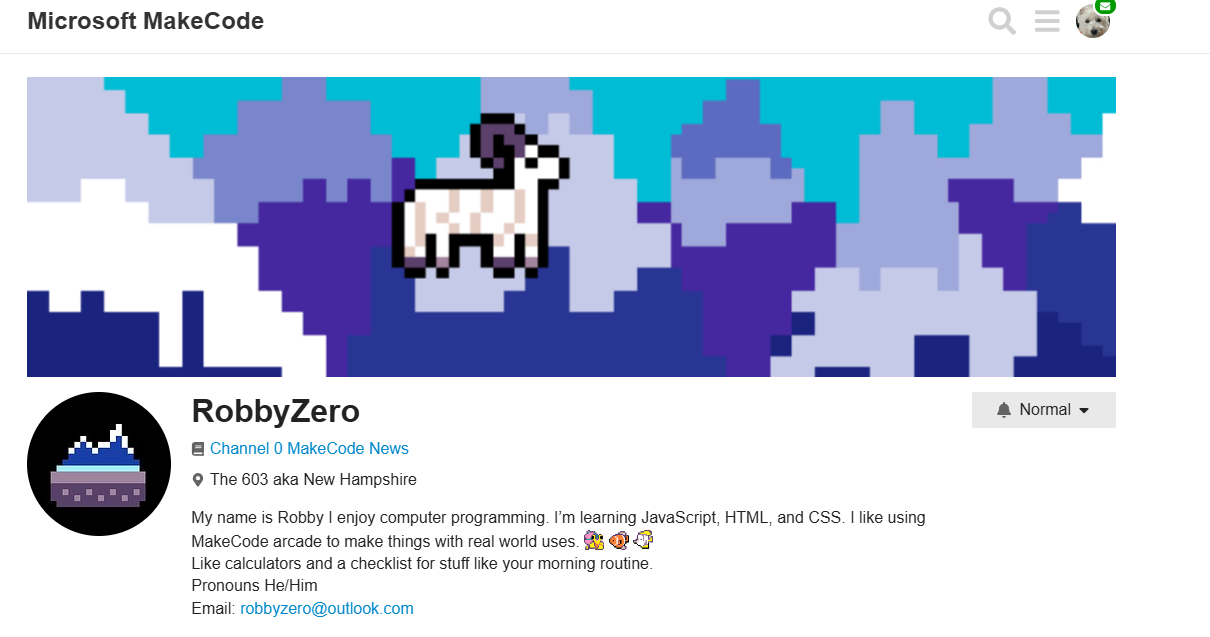 Microsoft MakeCode
RobbyZero
Normal
Channel 0 MakeCode News
The 603 aka New Hampshire
My name is Robby I enjoy computer programming. I’m learning JavaScript, HTML, and CSS. I like using
MakeCode arcade to make things with real world uses.
Like calculators and a checklist for stuff like your morning routine.
Pronouns He/Him
Email: robbyzero@outlook.com